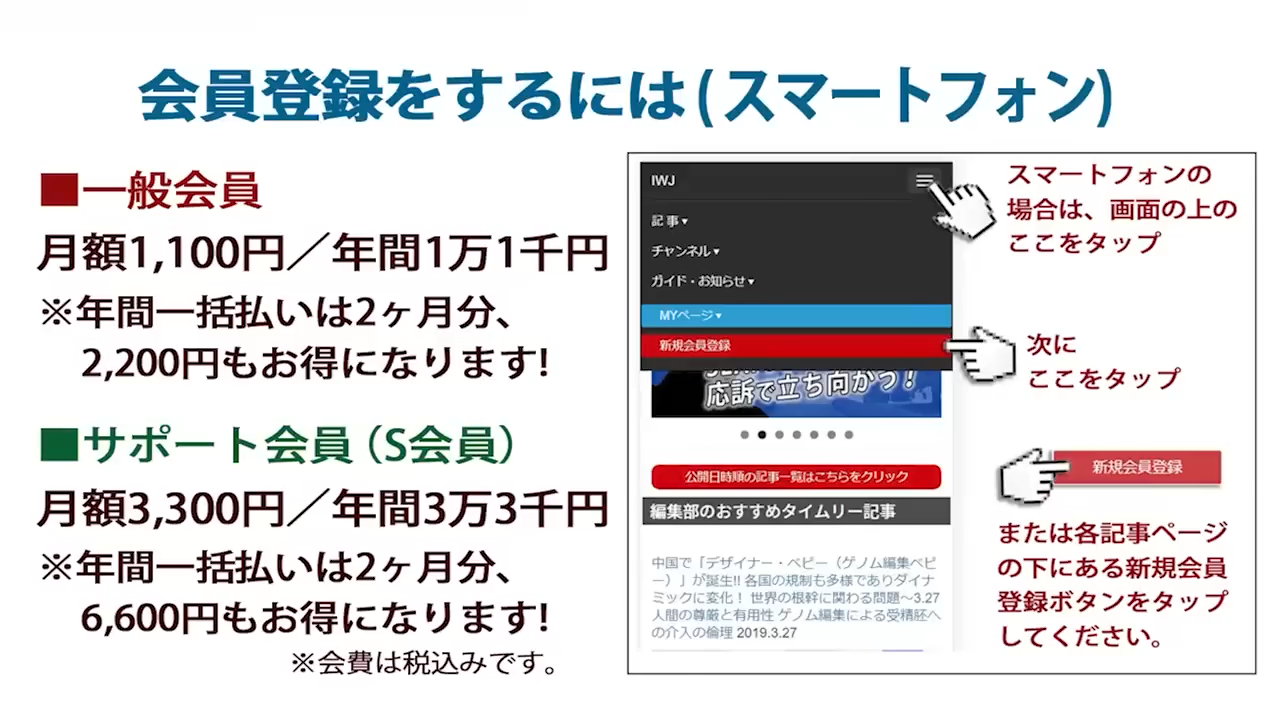 会員登録をするには(スマートフォン)
■一般会員
月額1,100円／年間1万1千円
※年間一括払いは2ヶ月分、
2,200円もお得になります!
■サポート会員（S会員）
月額3,300円／年間3万3千円
※年間一括払いは2ヶ月分、
6,600円もお得になります!
※会費は税込みです。
IWJ
記事▾
チャンネル▾
ガイド・お知らせ▾
MYページ▾
新規会員登録
応訴で立ち向かう！
公開日時順の記事一覧はこちらをクリック
編集部のおすすめタイムリー記事
中国で「デザイナー・ベビー（ゲノム編集ベビ
ー）」が誕生!! 各国の規制も多様でありダイナ
ミックに変化！ 世界の根幹に関わる問題～3.27
人間の尊厳と有用性 ゲノム編集による受精胚へ
の介入の倫理 2019.3.27
スマートフォンの
場合は、画面の上の
ここをタップ
次に
ここをタップ
新規会員登録
または各記事ページ
の下にある新規会員
登録ボタンをタップ
してください。